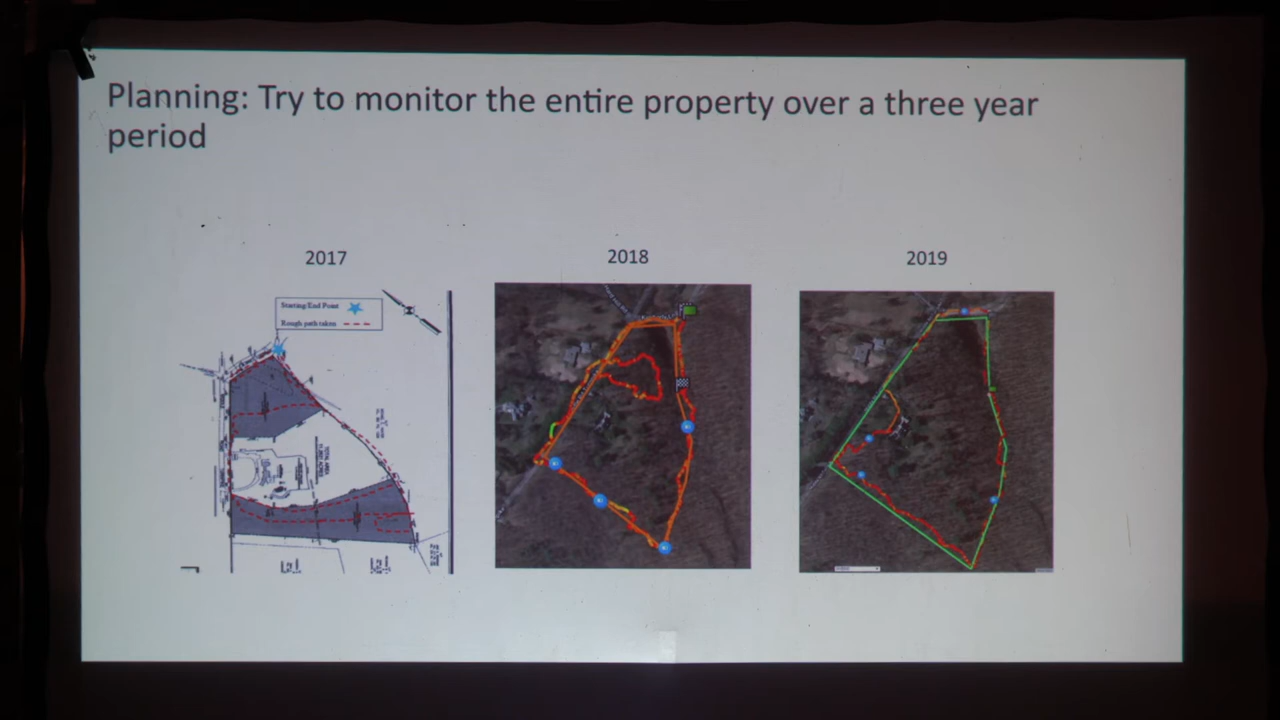 Planning: Try to monitor the entire property over a three year
period
2017
2018
2019
Starting/End Point
Rough path taken